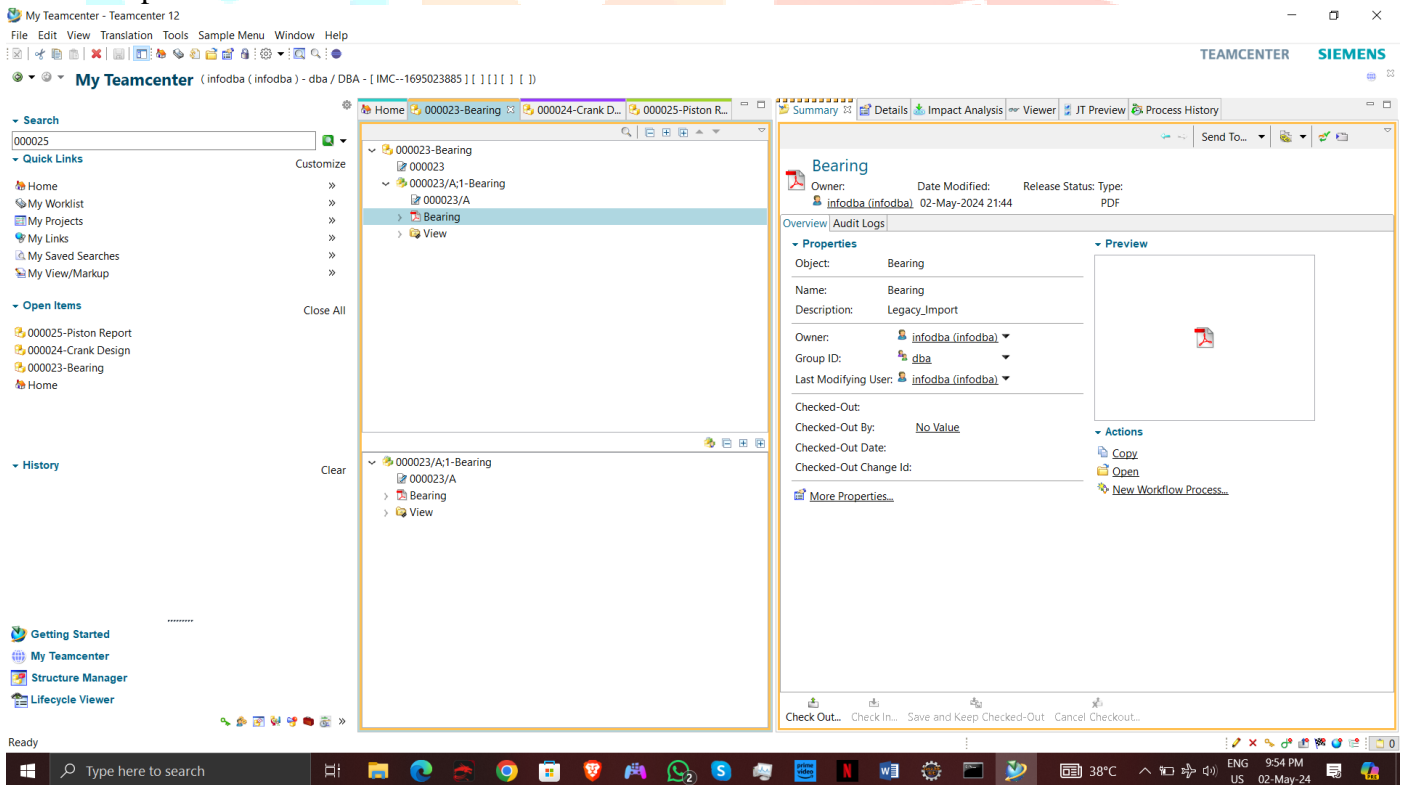 My Teamcenter - Teamcenter 12
File Edit View Translation Tools Sample Menu Window Help
TEAMCENTER SIEMENS
My Teamcenter ( infodba ( infodba ) - dba / DBA - [ IMC--1695023885 ] [ ] [ ] [ ] [ ])
Search
000025
Quick Links
Customize
Home »
My Worklist »
My Projects »
My Links »
My Saved Searches »
My View/Markup »
Open Items
Close All
000025-Piston Report
000024-Crank Design
000023-Bearing
Home
History
Clear
Getting Started
My Teamcenter
Structure Manager
Lifecycle Viewer
»
Home 000023-Bearing 000024-Crank D... 000025-Piston R...
000023-Bearing
000023
000023/A;1-Bearing
000023/A
Bearing
View
000023/A;1-Bearing
000023/A
Bearing
View
Summary Details Impact Analysis Viewer JT Preview Process History
Send To...
Bearing
Owner: Date Modified: Release Status: Type:
infodba (infodba) 02-May-2024 21:44 PDF
Overview Audit Logs
Properties
Object: Bearing
Name: Bearing
Description: Legacy_Import
Owner: infodba (infodba)
Group ID: dba
Last Modifying User: infodba (infodba)
Checked-Out:
Checked-Out By: No Value
Checked-Out Date:
Checked-Out Change Id:
More Properties...
Preview
Actions
Copy
Open
New Workflow Process...
Check Out... Check In... Save and Keep Checked-Out Cancel Checkout...
Ready
0
Type here to search
2
38°C
ENG 9:54 PM
US 02-May-24